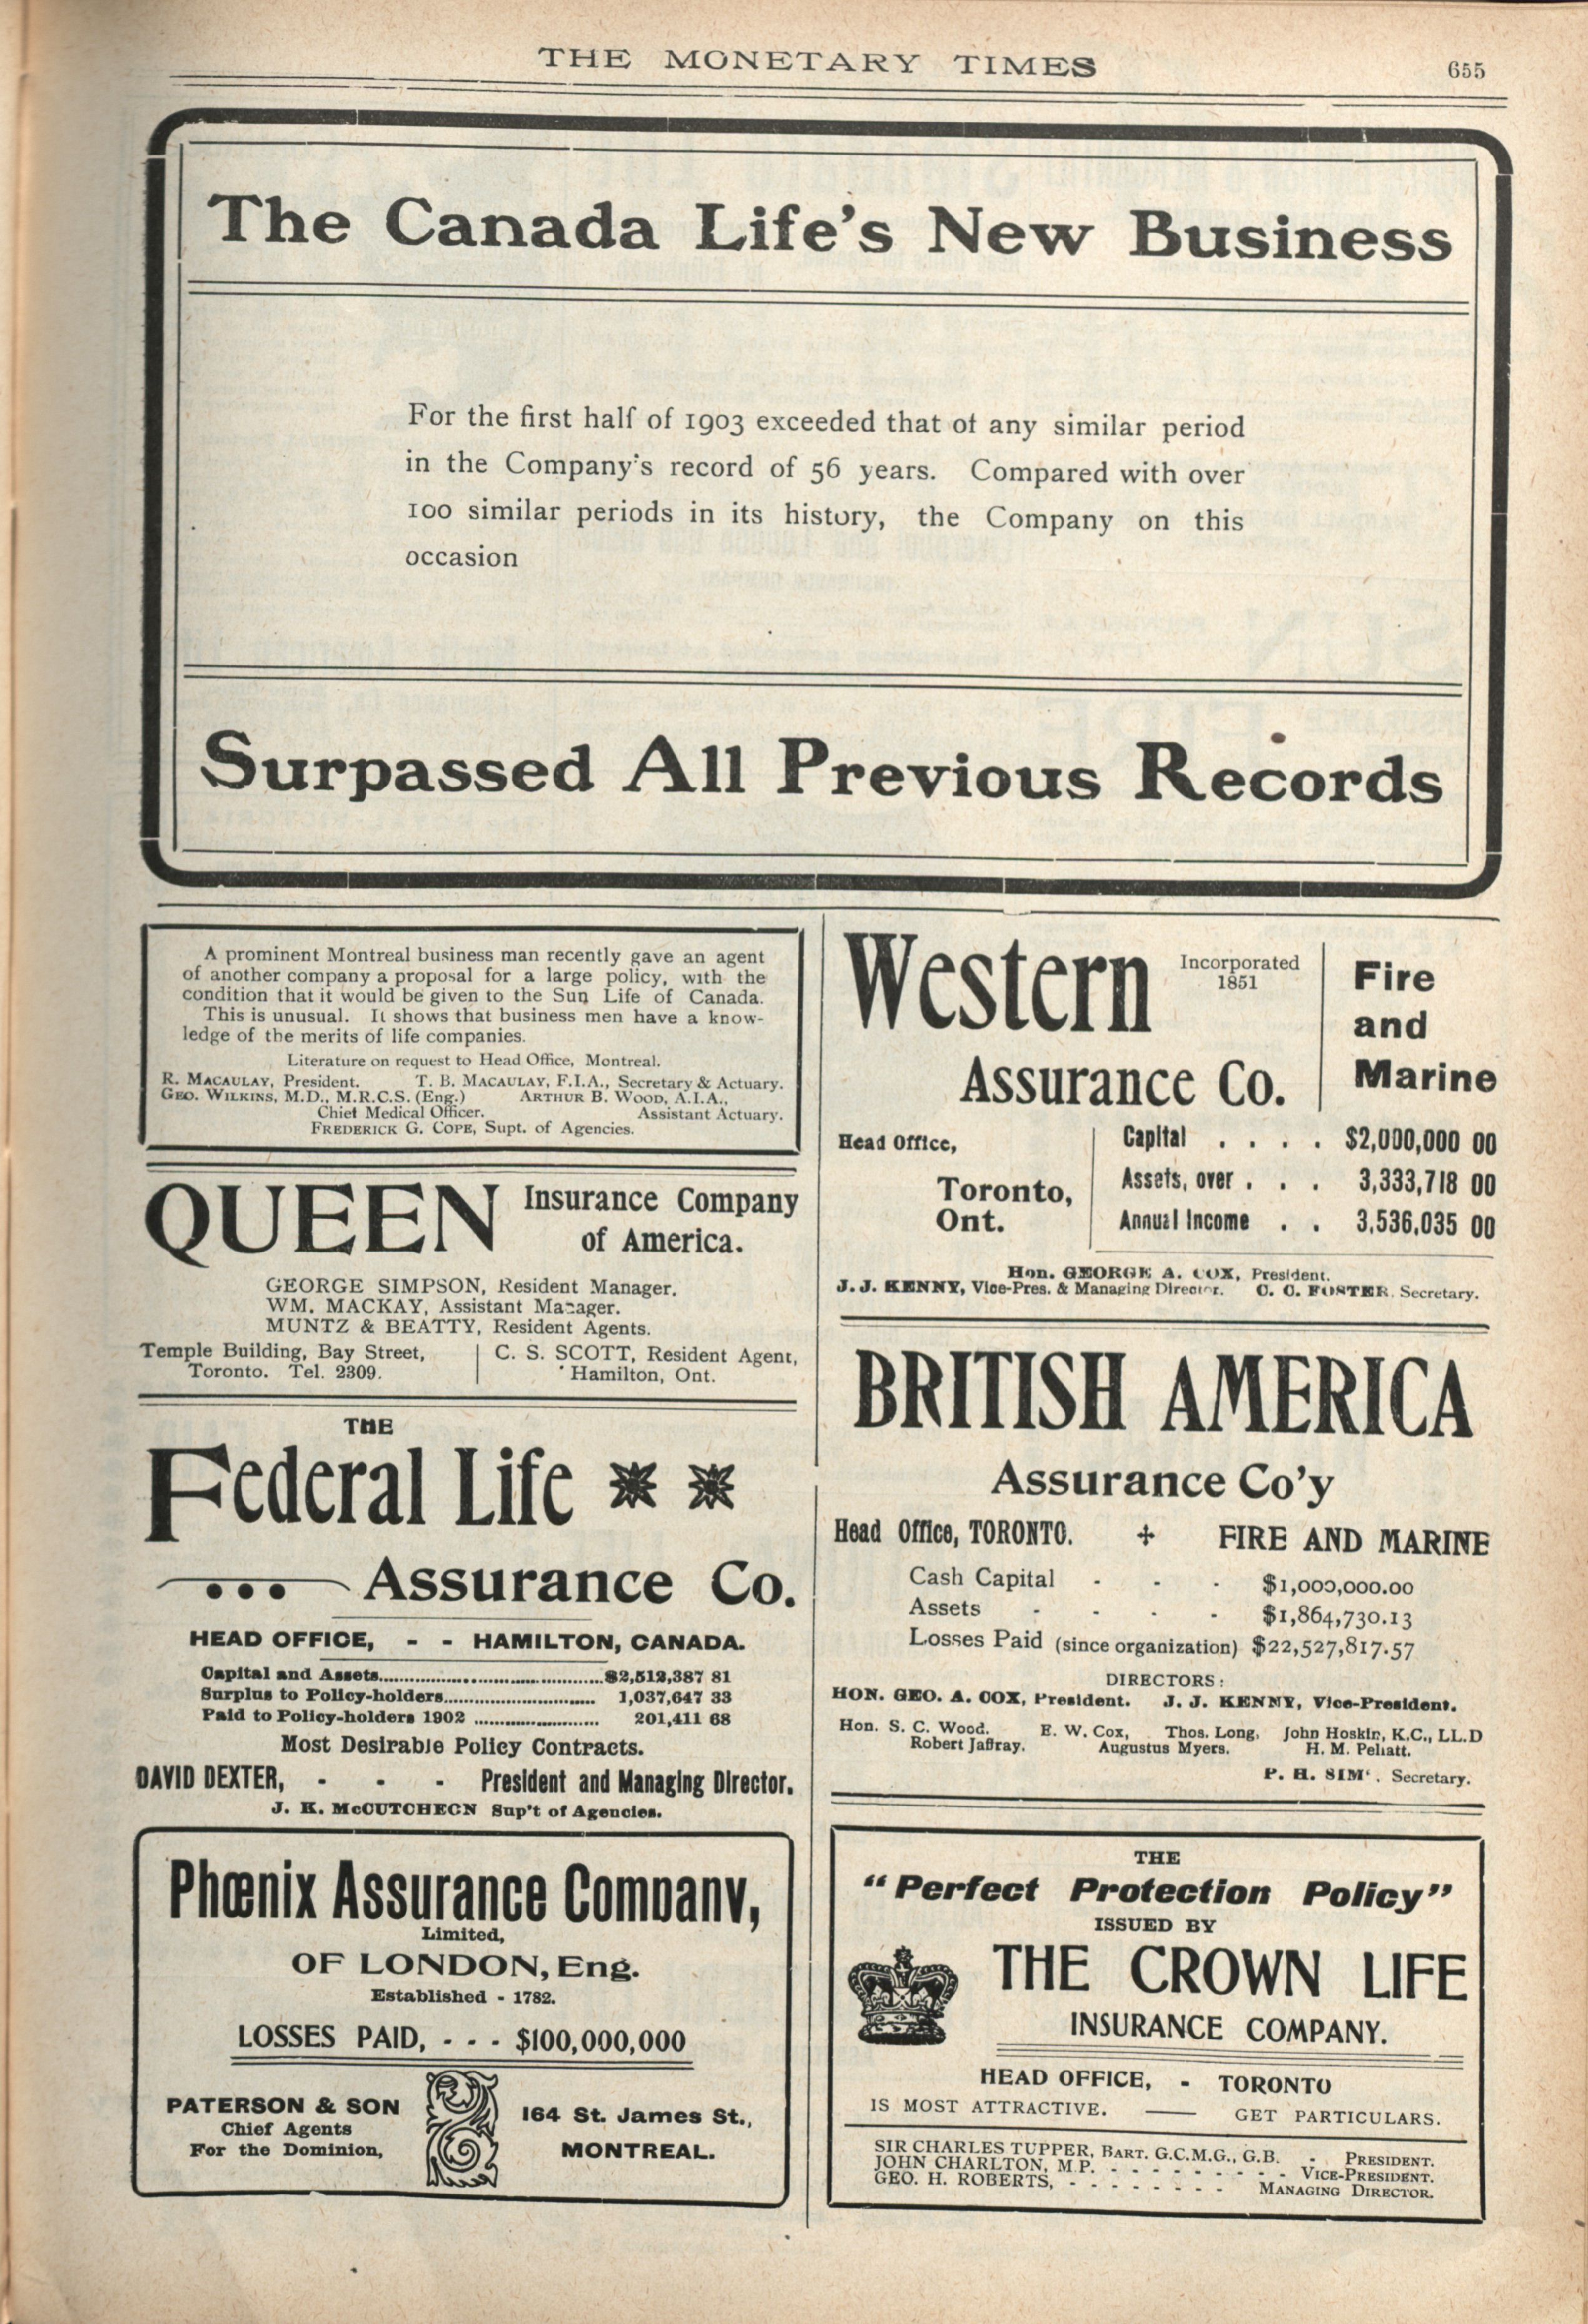 THE MONETARY TIMES 655
The Canada Life's New Business
For the first half of 1903 exceeded that of any similar period
in the Company's record of 56 years. Compared with over
100 similar periods in its history, the Company on this
occasion
Surpassed All Previous Records
A prominent Montreal business man recently gave an agent
of another company a proposal for a large policy, with the
condition that it would be given to the Sun Life of Canada.
This is unusual. It shows that business men have a know-
ledge of the merits of life companies.
Literature on request to Head Office, Montreal.
R. MACAULAY, President. T. B. MACAULAY, F.I.A., Secretary & Actuary.
GEO. WILKINS, M.D., M.R.C.S. (Eng.) ARTHUR B. WOOD, A.I.A.,
Chief Medical Officer. Assistant Actuary.
FREDERICK G. COPE, Supt. of Agencies.
QUEEN Insurance Company
of America.
GEORGE SIMPSON, Resident Manager.
WM. MACKAY, Assistant Manager.
MUNTZ & BEATTY, Resident Agents.
Temple Building, Bay Street, C. S. SCOTT, Resident Agent,
Toronto. Tel. 2309. Hamilton, Ont.
THE
Federal Life
... Assurance Co.
HEAD OFFICE, - - HAMILTON, CANADA.
Capital and Assets..........$2,512,387 81
Surplus to Policy-holders.......... 1,037,647 33
Paid to Policy-holders 1902 .......... 201,411 68
Most Desirable Policy Contracts.
DAVID DEXTER, - - - President and Managing Director.
J. K. McCUTCHECN Sup't of Agencies.
Phœnix Assurance Company,
Limited,
OF LONDON, Eng.
Established - 1782.
LOSSES PAID, - - - $100,000,000
PATERSON & SON
Chief Agents
For the Dominion,
164 St. James St.,
MONTREAL.
Western Incorporated
1851
Assurance Co.
Fire
and
Marine
Head Office,
Toronto,
Ont.
Capital . . . . $2,000,000 00
Assets, over . . . 3,333,718 00
Annual Income . . 3,536,035 00
Hon. GEORGE A. COX, President.
J. J. KENNY, Vice-Pres. & Managing Director. C. C. FOSTER, Secretary.
BRITISH AMERICA
Assurance Co'y
Head Office, TORONTO. + FIRE AND MARINE
Cash Capital - - - $1,000,000.00
Assets - - - - $1,864,730.13
Losses Paid (since organization) $22,527,817.57
DIRECTORS:
HON. GEO. A. COX, President. J. J. KENNY, Vice-President.
Hon. S. C. Wood. E. W. Cox, Thos. Long, John Hoskin, K.C., LL.D
Robert Jaffray. Augustus Myers. H. M. Pellatt.
P. H. SIM . Secretary.
THE
"Perfect Protection Policy"
ISSUED BY
THE CROWN LIFE
INSURANCE COMPANY.
HEAD OFFICE, - TORONTO
IS MOST ATTRACTIVE. — GET PARTICULARS.
SIR CHARLES TUPPER, BART. G.C.M.G., G.B. - PRESIDENT.
JOHN CHARLTON, M.P. - - - - - - - - - VICE-PRESIDENT.
GEO. H. ROBERTS, - - - - - - - - MANAGING DIRECTOR.